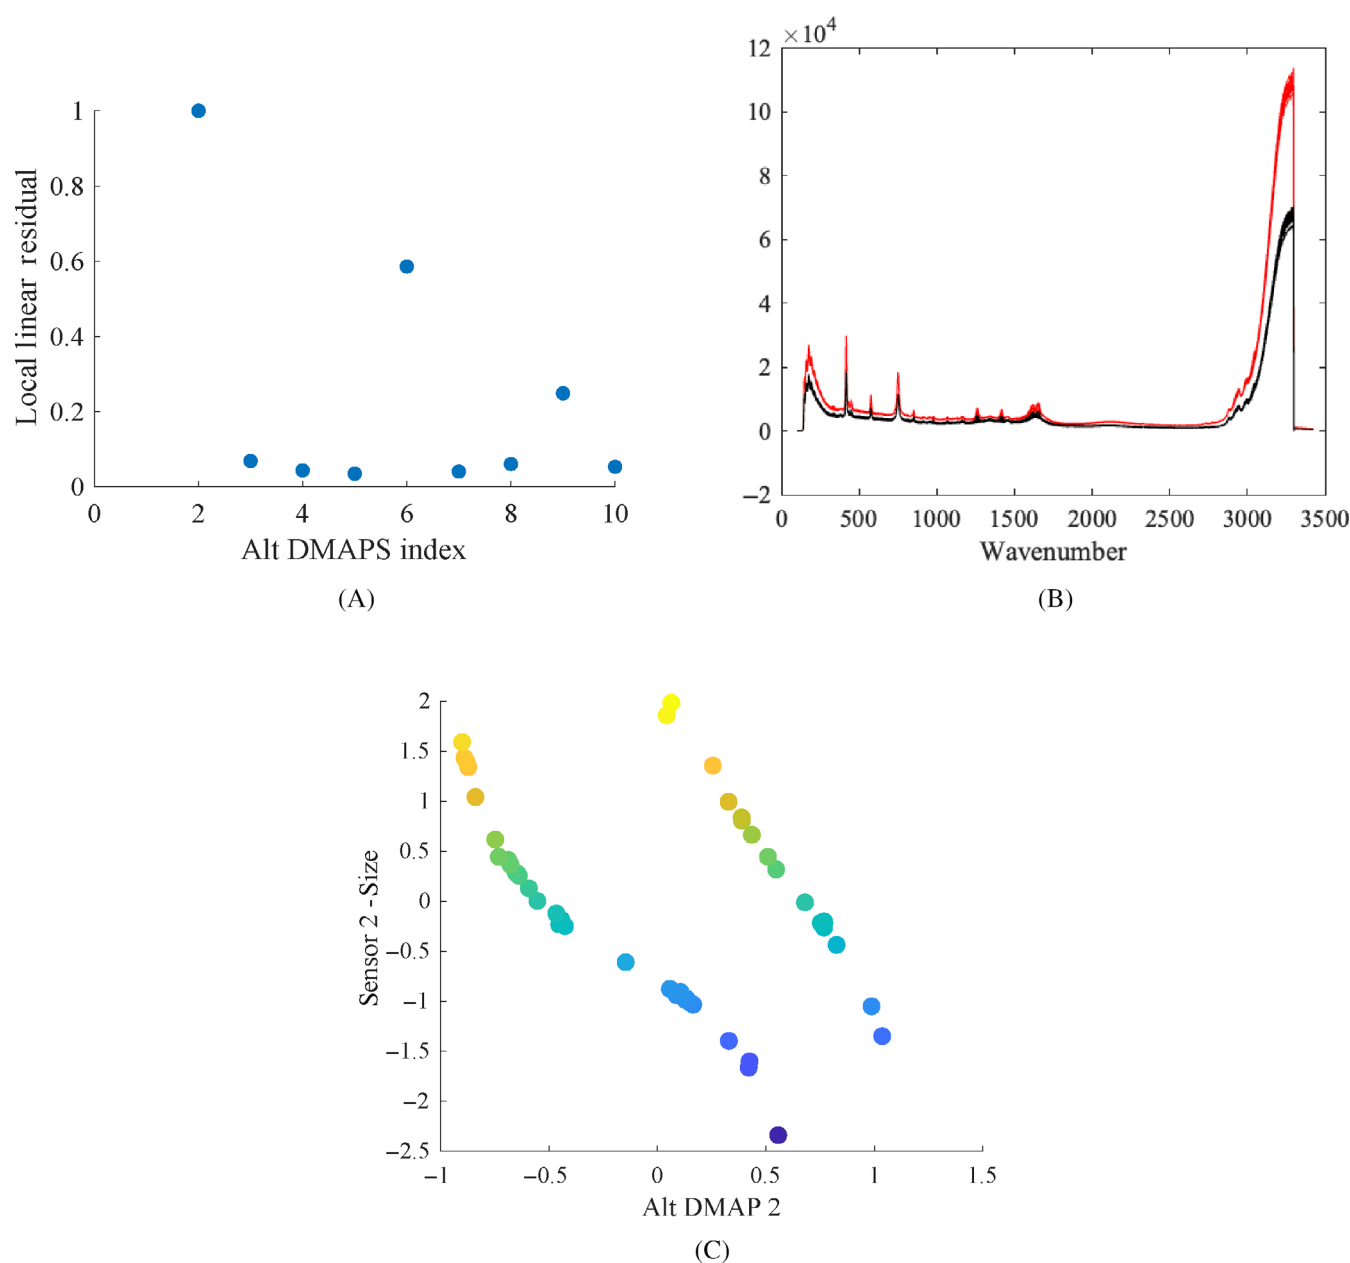 1
0.8
0.6
0.4
0.2
0
0 2 4 6 8 10
Local linear residual
Alt DMAPS index
(A)
×10⁴
12
10
8
6
4
2
0
−2
0 500 1000 1500 2000 2500 3000 3500
Wavenumber
(B)
2
1.5
1
0.5
0
−0.5
−1
−1.5
−2
−2.5
−1 −0.5 0 0.5 1 1.5
Sensor 2 -Size
Alt DMAP 2
(C)